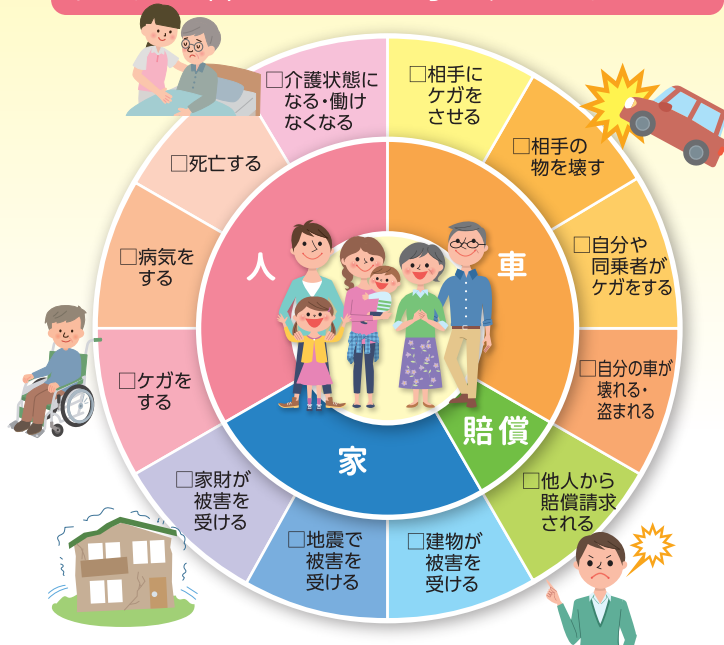 □介護状態に
なる・働け
なくなる
□相手に
ケガを
させる
□相手の
物を壊す
□自分や
同乗者が
ケガをする
□自分の車が
壊れる・
盗まれる
□他人から
賠償請求
される
□建物が
被害を
受ける
□地震で
被害を
受ける
□家財が
被害を
受ける
□ケガを
する
□病気を
する
□死亡する
人
車
賠償
家